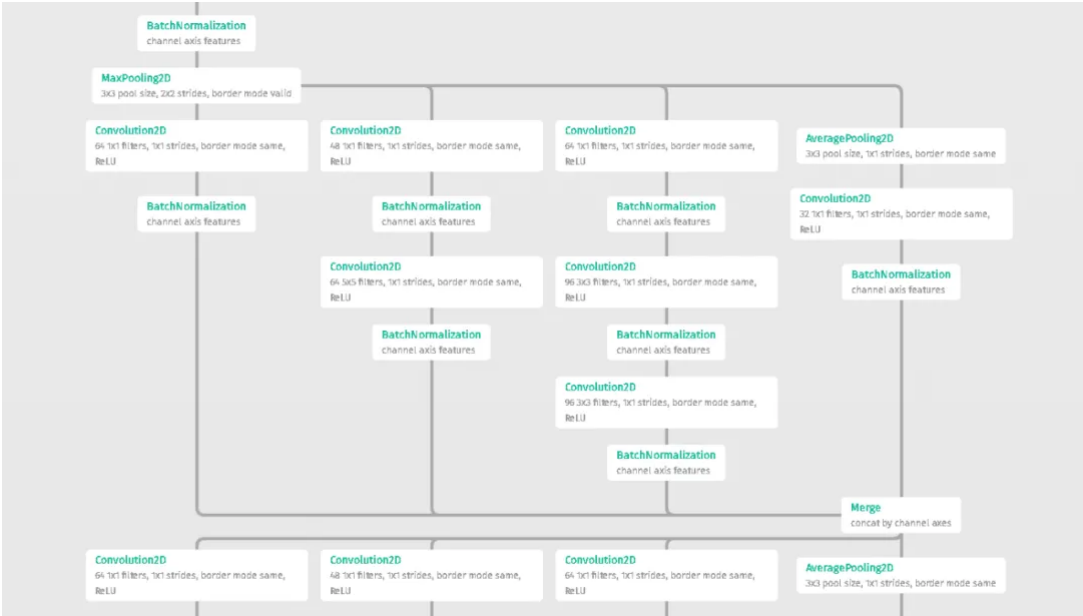 BatchNormalization
channel axis features
MaxPooling2D
3x3 pool size, 2x2 strides, border mode valid
Convolution2D
64 1x1 filters, 1x1 strides, border mode same,
ReLU
Convolution2D
48 1x1 filters, 1x1 strides, border mode same,
ReLU
Convolution2D
64 1x1 filters, 1x1 strides, border mode same,
ReLU
AveragePooling2D
3x3 pool size, 1x1 strides, border mode same
BatchNormalization
channel axis features
BatchNormalization
channel axis features
BatchNormalization
channel axis features
Convolution2D
32 1x1 filters, 1x1 strides, border mode same,
ReLU
Convolution2D
64 5x5 filters, 1x1 strides, border mode same,
ReLU
Convolution2D
96 3x3 filters, 1x1 strides, border mode same,
ReLU
BatchNormalization
channel axis features
BatchNormalization
channel axis features
BatchNormalization
channel axis features
Convolution2D
96 3x3 filters, 1x1 strides, border mode same,
ReLU
BatchNormalization
channel axis features
Merge
concat by channel axes
Convolution2D
64 1x1 filters, 1x1 strides, border mode same,
ReLU
Convolution2D
48 1x1 filters, 1x1 strides, border mode same,
ReLU
Convolution2D
64 1x1 filters, 1x1 strides, border mode same,
ReLU
AveragePooling2D
3x3 pool size, 1x1 strides, border mode same